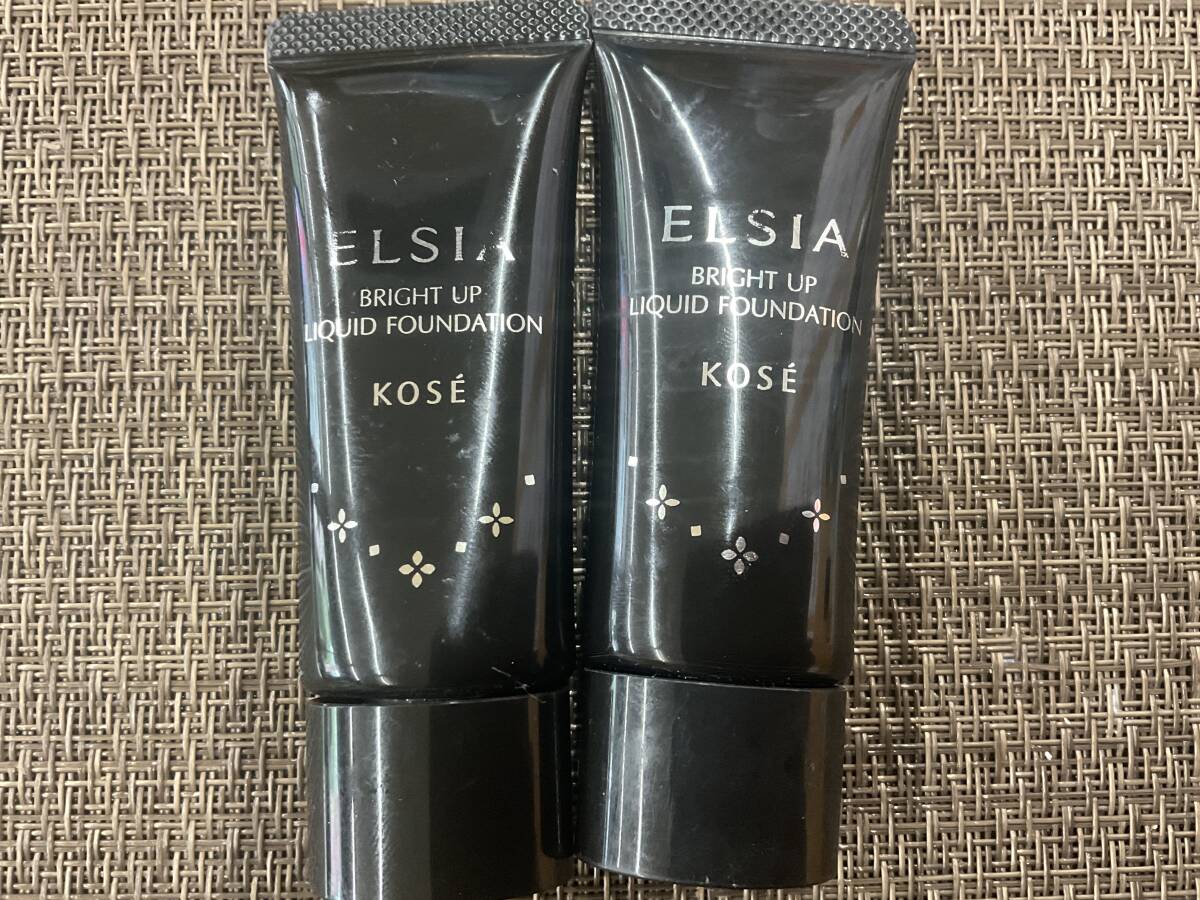 ELSIA
BRIGHT UP
LIQUID FOUNDATION
KOSÉ
ELSIA
BRIGHT UP
LIQUID FOUNDATION
KOSÉ